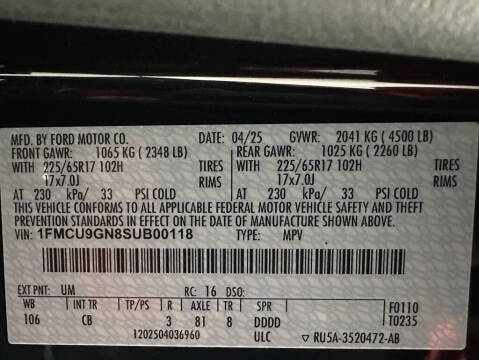 MFD. BY FORD MOTOR CO. DATE: 04/25 GVWR: 2041 KG (4500 LB)
FRONT GAWR: 1065 KG (2348 LB) REAR GAWR: 1025 KG (2260 LB)
WITH 225/65R17 102H TIRES 225/65R17 102H TIRES
17x7.0J RIMS 17x7.0J RIMS
AT 230 kPa/ 33 PSI COLD AT 230 kPa/ 33 PSI COLD
THIS VEHICLE CONFORMS TO ALL APPLICABLE FEDERAL MOTOR VEHICLE SAFETY AND THEFT
PREVENTION STANDARDS IN EFFECT ON THE DATE OF MANUFACTURE SHOWN ABOVE.
VIN: 1FMCU9GN8SUB00118 TYPE: MPV
EXT PNT: UM RC: 16 DSO:
WB INT TR TP/PS R AXLE TR SPR F0110
106 CB 3 81 8 DDDD T0235
1202504036960 ULC ▽ RU5A-3520472-AB